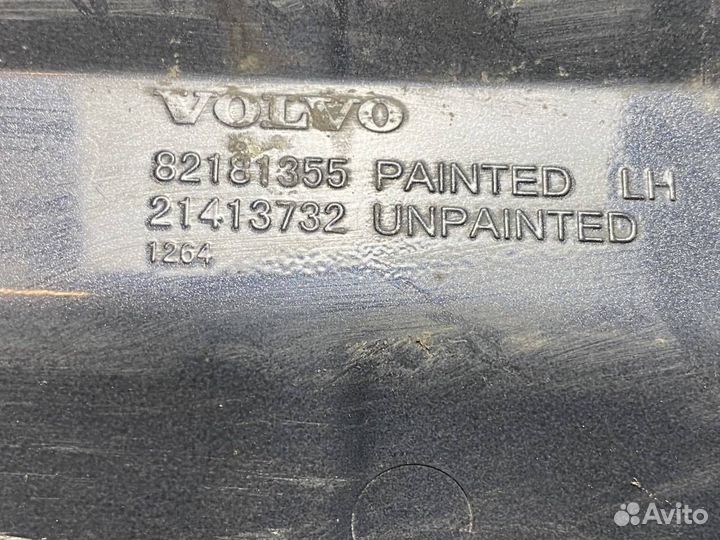 VOLVO
82181355 PAINTED LH
21413732 UNPAINTED
1264
Avito